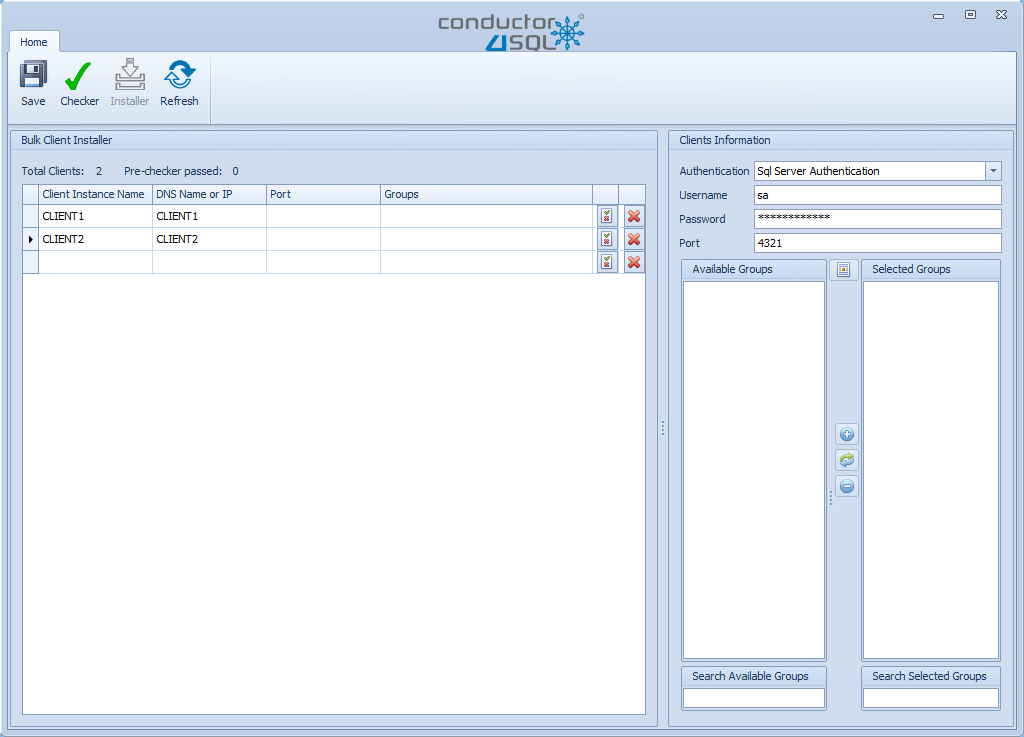 conductor
4SQL
Home
Save Checker Installer Refresh
Bulk Client Installer
Total Clients: 2 Pre-checker passed: 0
Client Instance Name DNS Name or IP Port Groups
CLIENT1 CLIENT1
CLIENT2 CLIENT2
Clients Information
Authentication Sql Server Authentication
Username sa
Password ************
Port 4321
Available Groups Selected Groups
Search Available Groups Search Selected Groups